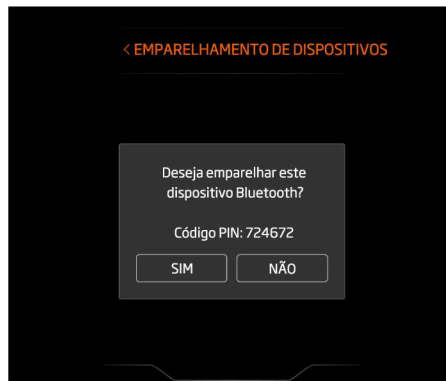 < EMPARELHAMENTO DE DISPOSITIVOS
Deseja emparelhar este
dispositivo Bluetooth?
Código PIN: 724672
SIM
NÃO